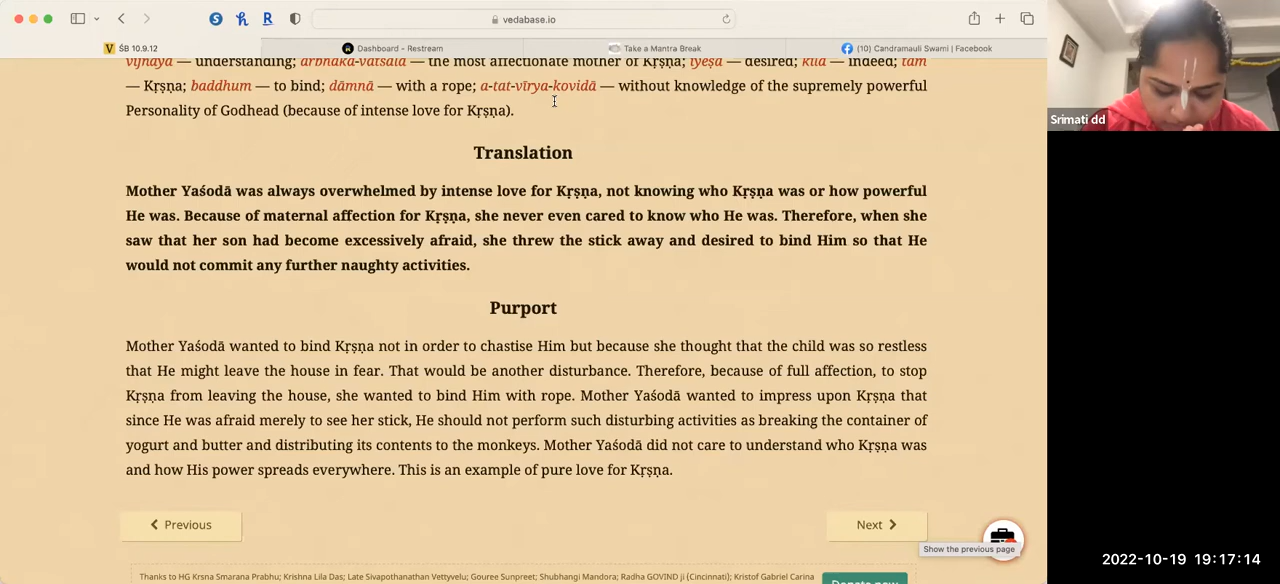 vedabase.io
V ŚB 10.9.12
Dashboard - Restream
Take a Mantra Break
(10) Candramauli Swami | Facebook
vijñāya — understanding; arbhaka-vatsalā — the most affectionate mother of Kṛṣṇa; iyeṣa — desired; kila — indeed; tam
— Kṛṣṇa; baddhum — to bind; dāmnā — with a rope; a-tat-vīrya-kovidā — without knowledge of the supremely powerful
Personality of Godhead (because of intense love for Kṛṣṇa).
Translation
Mother Yaśodā was always overwhelmed by intense love for Kṛṣṇa, not knowing who Kṛṣṇa was or how powerful
He was. Because of maternal affection for Kṛṣṇa, she never even cared to know who He was. Therefore, when she
saw that her son had become excessively afraid, she threw the stick away and desired to bind Him so that He
would not commit any further naughty activities.
Purport
Mother Yaśodā wanted to bind Kṛṣṇa not in order to chastise Him but because she thought that the child was so restless
that He might leave the house in fear. That would be another disturbance. Therefore, because of full affection, to stop
Kṛṣṇa from leaving the house, she wanted to bind Him with rope. Mother Yaśodā wanted to impress upon Kṛṣṇa that
since He was afraid merely to see her stick, He should not perform such disturbing activities as breaking the container of
yogurt and butter and distributing its contents to the monkeys. Mother Yaśodā did not care to understand who Kṛṣṇa was
and how His power spreads everywhere. This is an example of pure love for Kṛṣṇa.
Previous
Next
Show the previous page
Thanks to HG Krsna Smarana Prabhu; Krishna Lila Das; Late Sivapothanathan Vettyvelu; Gouree Sunpreet; Shubhangi Mandora; Radha GOVIND ji (Cincinnati); Kristof Gabriel Carina
Donate now
Srimati dd
2022-10-19 19:17:14